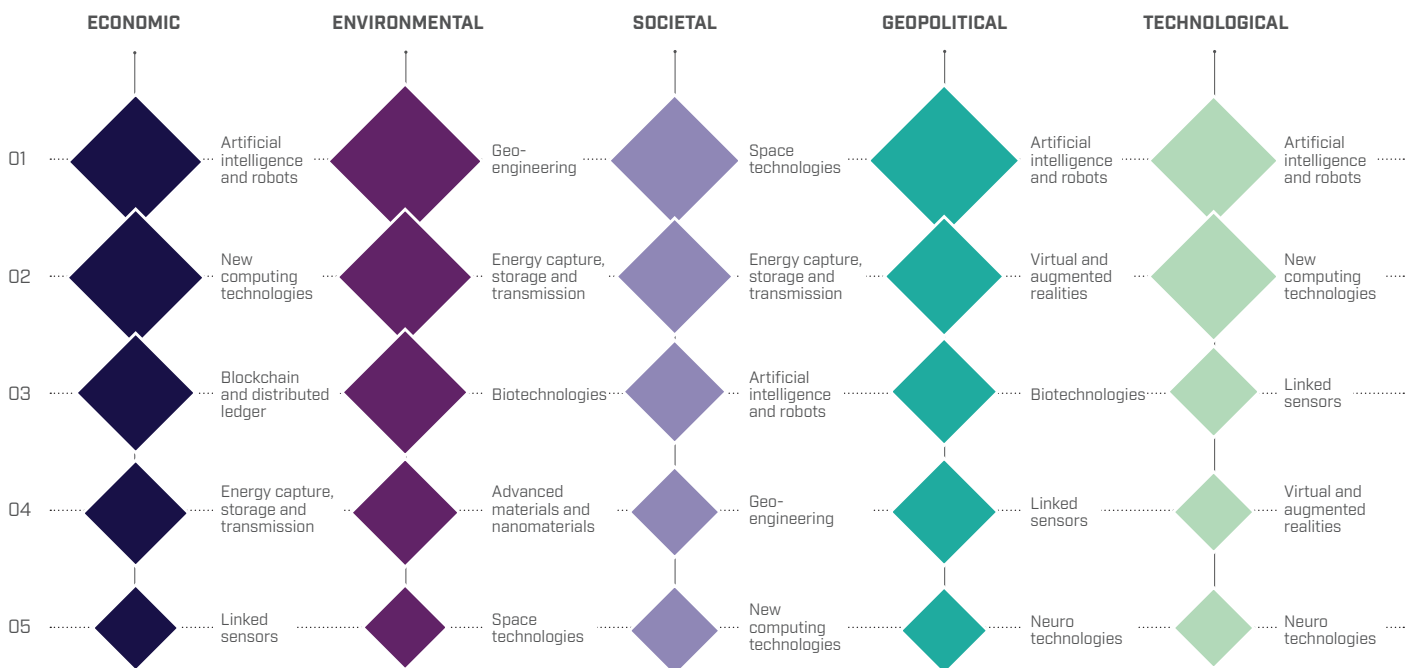 ECONOMIC
ENVIRONMENTAL
SOCIETAL
GEOPOLITICAL
TECHNOLOGICAL
01
Artificial
intelligence
and robots
Geo-
engineering
Space
technologies
Artificial
intelligence
and robots
Artificial
intelligence
and robots
02
New
computing
technologies
Energy capture,
storage and
transmission
Energy capture,
storage and
transmission
Virtual and
augmented
realities
New
computing
technologies
03
Blockchain
and distributed
ledger
Biotechnologies
Artificial
intelligence
and robots
Biotechnologies
Linked
sensors
04
Energy capture,
storage and
transmission
Advanced
materials and
nanomaterials
Geo-
engineering
Linked
sensors
Virtual and
augmented
realities
05
Linked
sensors
Space
technologies
New
computing
technologies
Neuro
technologies
Neuro
technologies